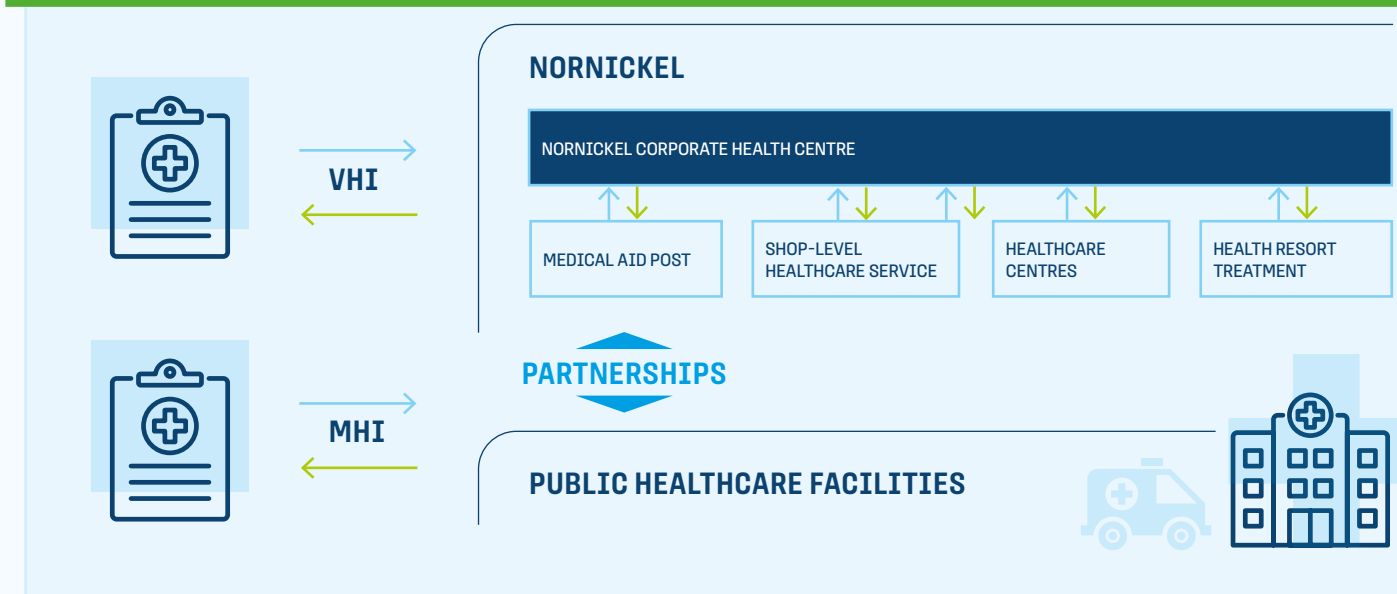 NORNICKEL
NORNICKEL CORPORATE HEALTH CENTRE
VHI
MEDICAL AID POST
SHOP-LEVEL
HEALTHCARE SERVICE
HEALTHCARE
CENTRES
HEALTH RESORT
TREATMENT
PARTNERSHIPS
MHI
PUBLIC HEALTHCARE FACILITIES